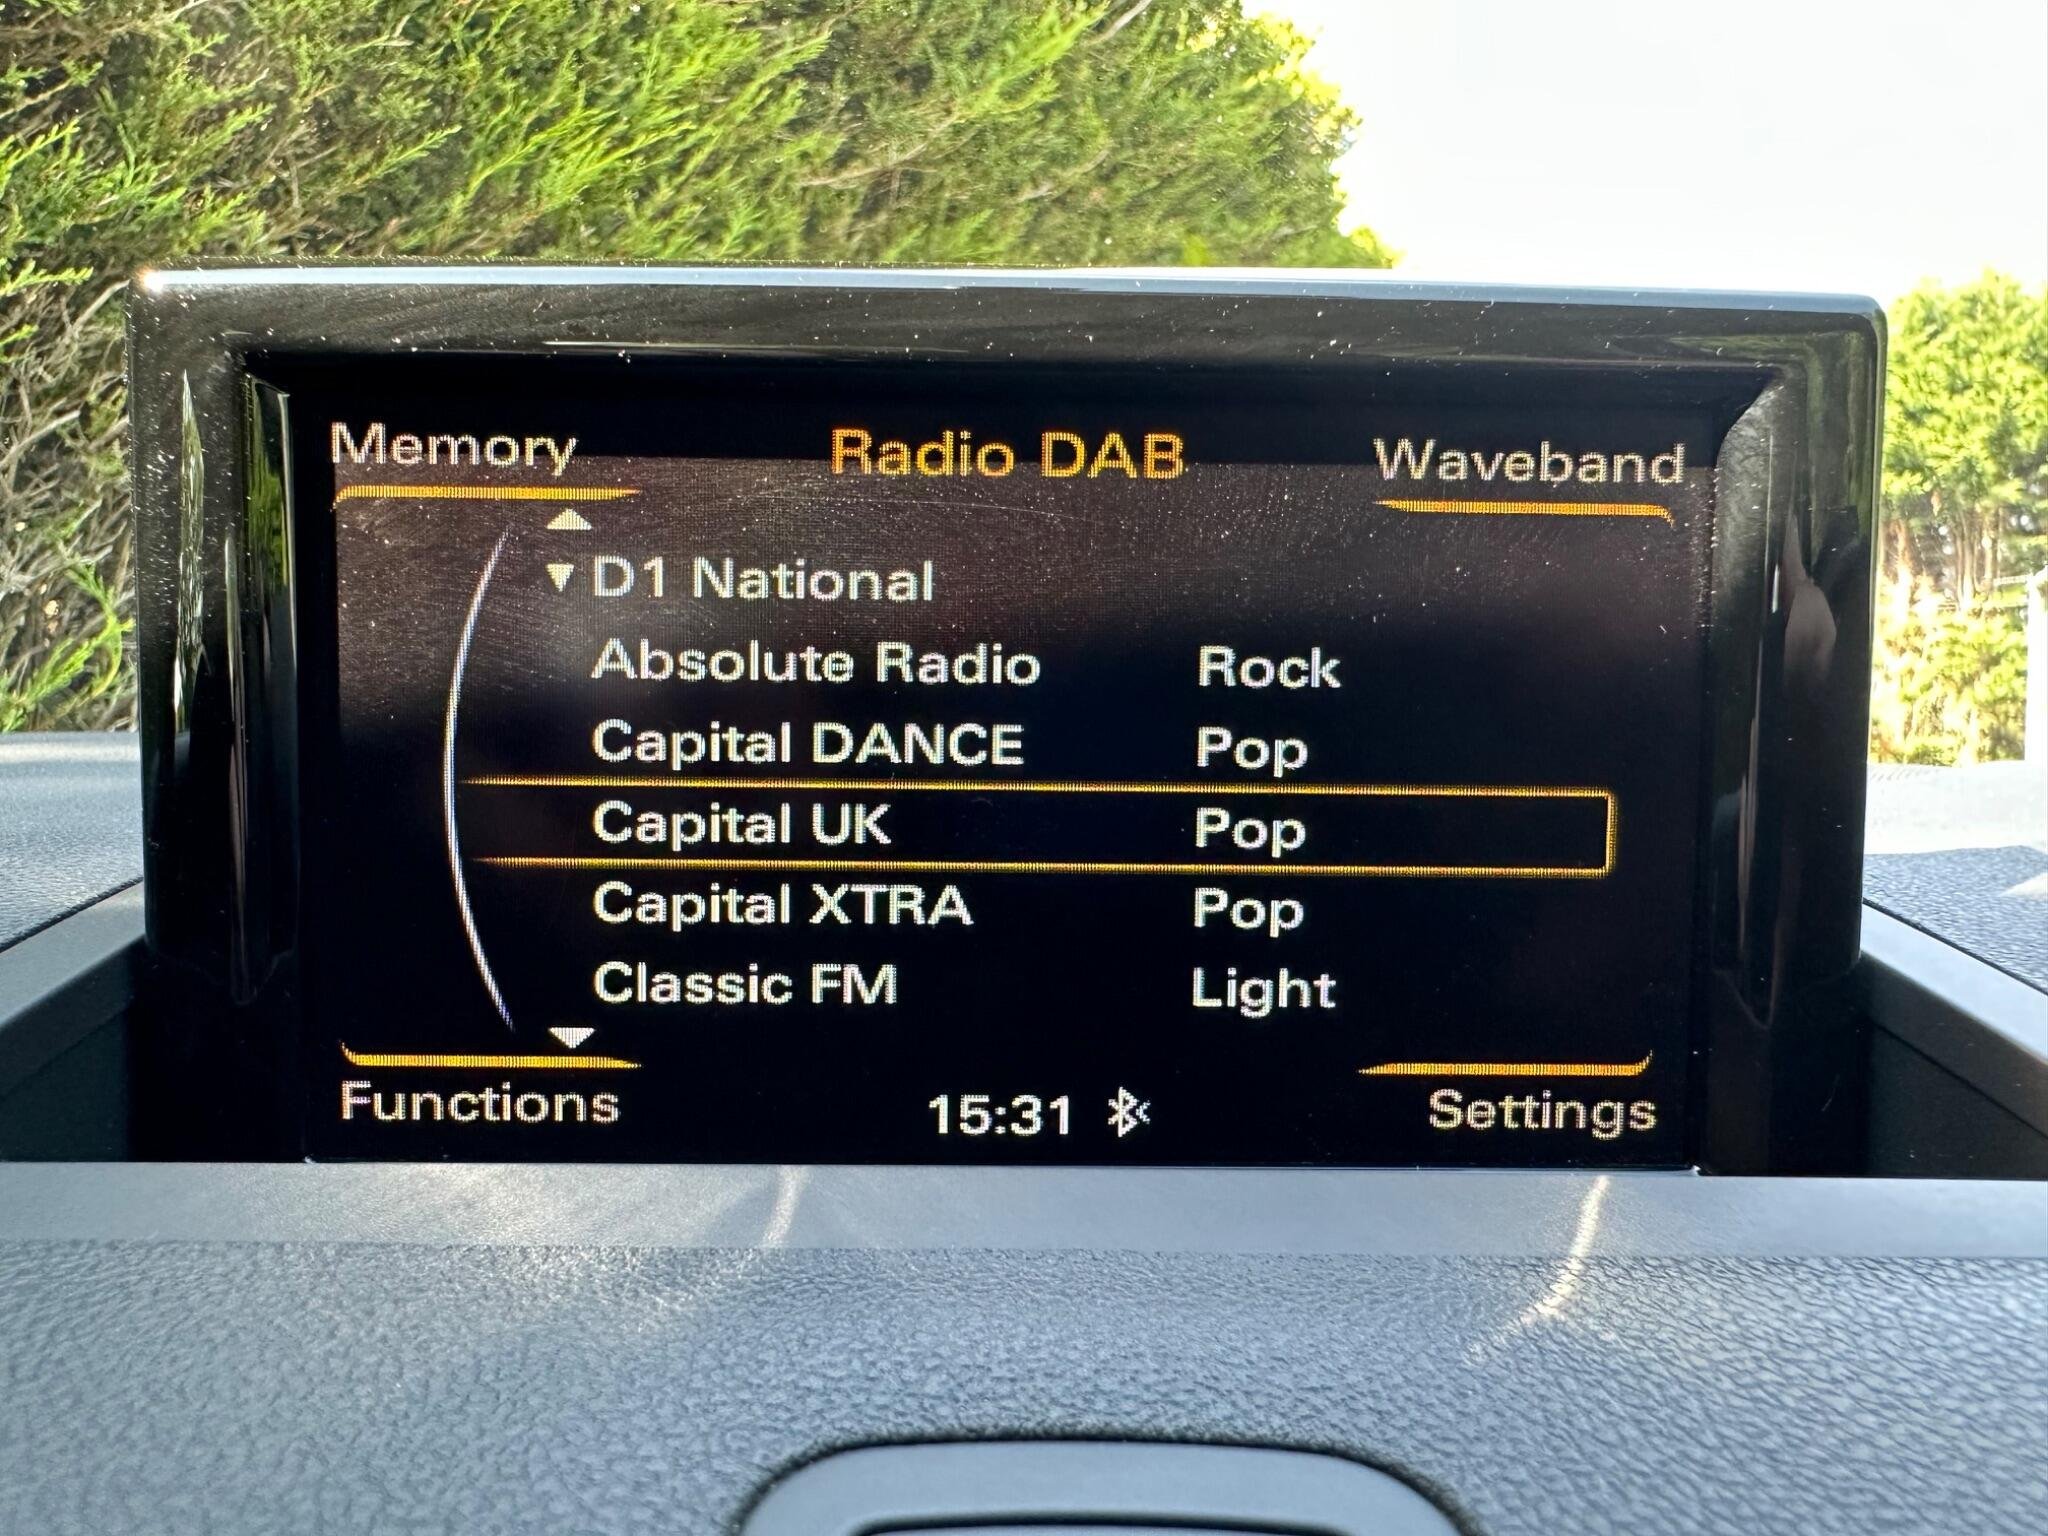 Memory Radio DAB Waveband
D1 National
Absolute Radio Rock
Capital DANCE Pop
Capital UK Pop
Capital XTRA Pop
Classic FM Light
Functions 15:31 Settings